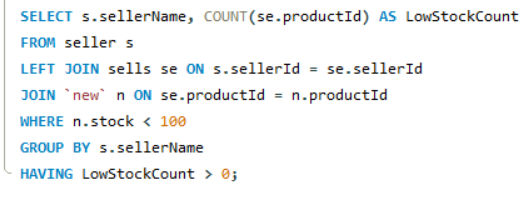 SELECT s.sellerName, COUNT(se.productId) AS LowStockCount
FROM seller s
LEFT JOIN sells se ON s.sellerId = se.sellerId
JOIN `new` n ON se.productId = n.productId
WHERE n.stock < 100
GROUP BY s.sellerName
HAVING LowStockCount > 0;